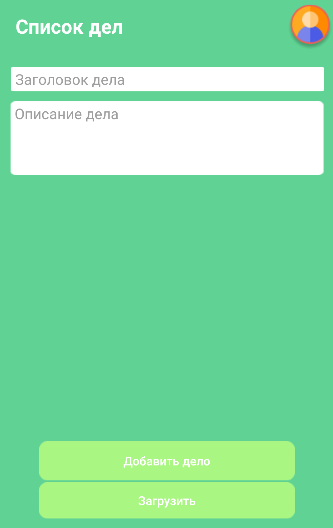 Список дел
Заголовок дела
Описание дела
Добавить дело
Загрузить